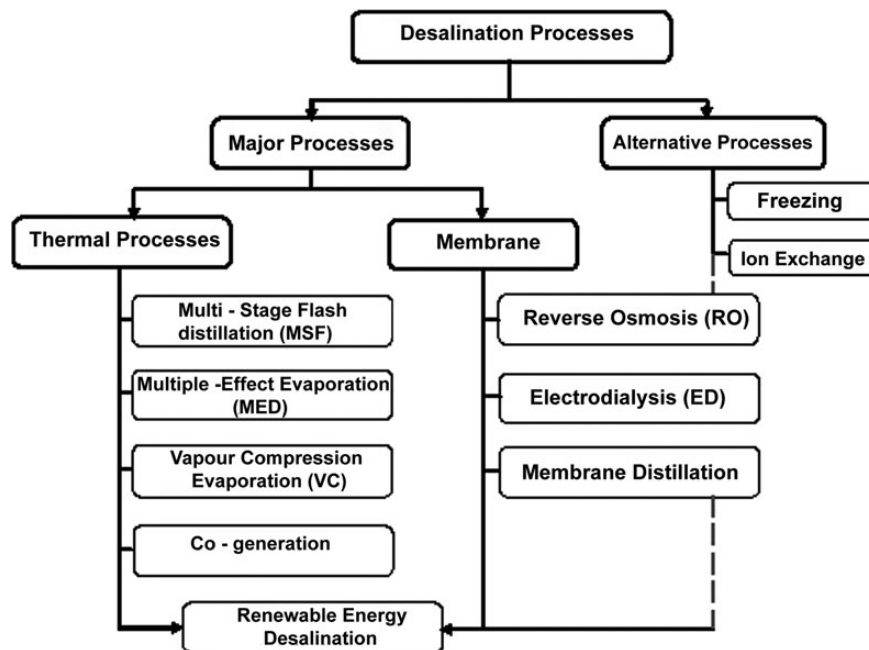 Desalination Processes
Major Processes
Alternative Processes
Freezing
Ion Exchange
Thermal Processes
Membrane
Multi - Stage Flash
distillation (MSF)
Multiple -Effect Evaporation
(MED)
Vapour Compression
Evaporation (VC)
Co - generation
Reverse Osmosis (RO)
Electrodialysis (ED)
Membrane Distillation
Renewable Energy
Desalination